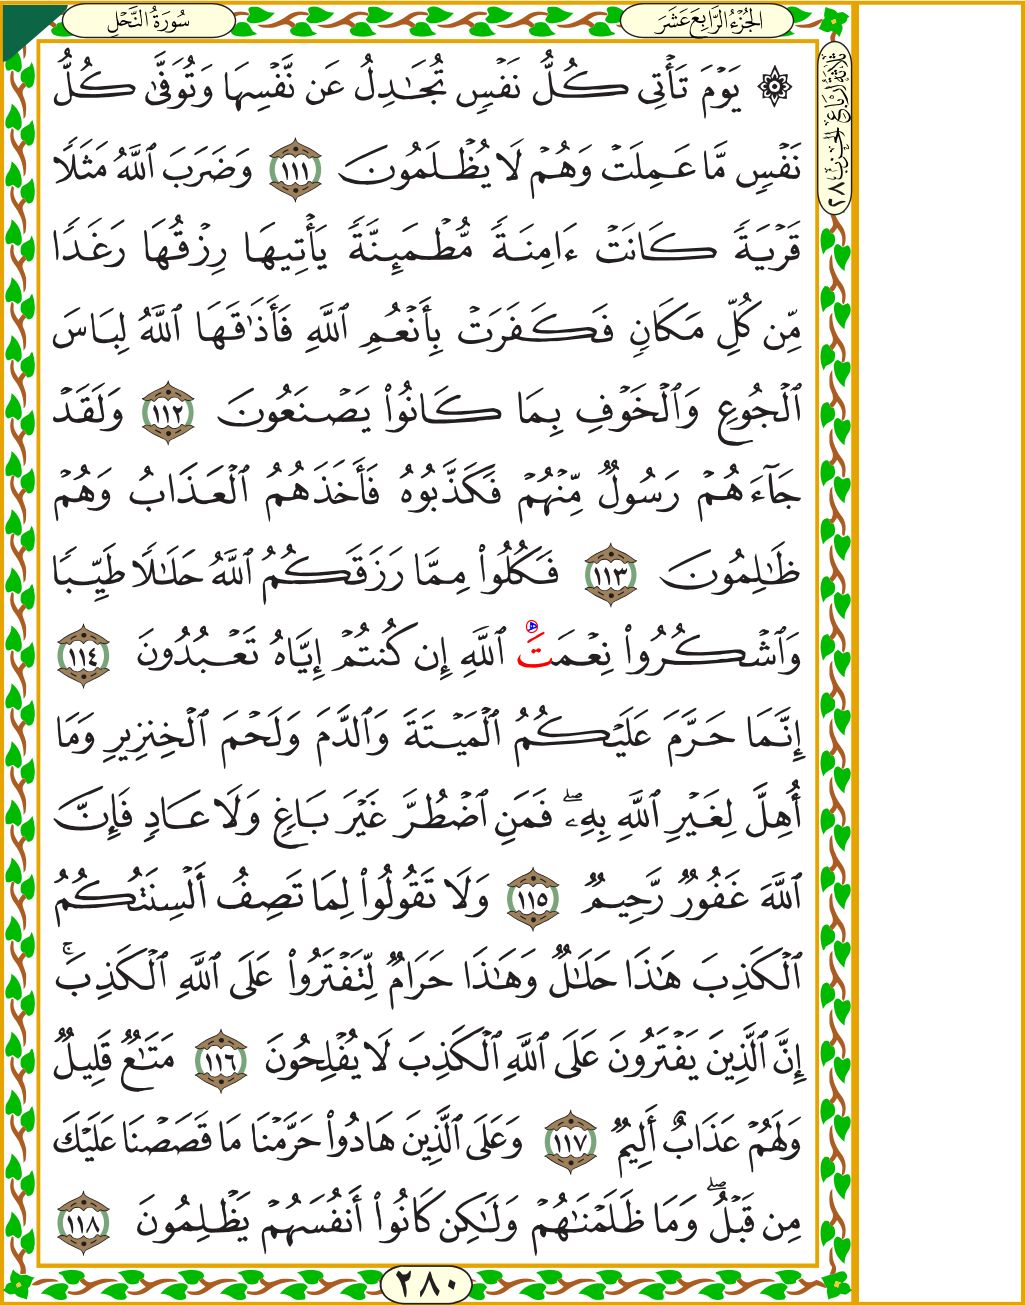 الجُزْءُ الرَّابِعَ عَشَرَ
سُورَةُ النَّحْلِ
ثلاثة أرباع الحزب ٢٨
۞ يَوۡمَ تَأۡتِي كُلُّ نَفۡسٖ تُجَٰدِلُ عَن نَّفۡسِهَا وَتُوَفَّىٰ كُلُّ
نَفۡسٖ مَّا عَمِلَتۡ وَهُمۡ لَا يُظۡلَمُونَ ١١١ وَضَرَبَ ٱللَّهُ مَثَلٗا
قَرۡيَةٗ كَانَتۡ ءَامِنَةٗ مُّطۡمَئِنَّةٗ يَأۡتِيهَا رِزۡقُهَا رَغَدٗا
مِّن كُلِّ مَكَانٖ فَكَفَرَتۡ بِأَنۡعُمِ ٱللَّهِ فَأَذَٰقَهَا ٱللَّهُ لِبَاسَ
ٱلۡجُوعِ وَٱلۡخَوۡفِ بِمَا كَانُواْ يَصۡنَعُونَ ١١٢ وَلَقَدۡ
جَآءَهُمۡ رَسُولٞ مِّنۡهُمۡ فَكَذَّبُوهُ فَأَخَذَهُمُ ٱلۡعَذَابُ وَهُمۡ
ظَٰلِمُونَ ١١٣ فَكُلُواْ مِمَّا رَزَقَكُمُ ٱللَّهُ حَلَٰلٗا طَيِّبٗا
وَٱشۡكُرُواْ نِعۡمَتَ ٱللَّهِ إِن كُنتُمۡ إِيَّاهُ تَعۡبُدُونَ ١١٤
إِنَّمَا حَرَّمَ عَلَيۡكُمُ ٱلۡمَيۡتَةَ وَٱلدَّمَ وَلَحۡمَ ٱلۡخِنزِيرِ وَمَا
أُهِلَّ لِغَيۡرِ ٱللَّهِ بِهِۦۖ فَمَنِ ٱضۡطُرَّ غَيۡرَ بَاغٖ وَلَا عَادٖ فَإِنَّ
ٱللَّهَ غَفُورٞ رَّحِيمٞ ١١٥ وَلَا تَقُولُواْ لِمَا تَصِفُ أَلۡسِنَتُكُمُ
ٱلۡكَذِبَ هَٰذَا حَلَٰلٞ وَهَٰذَا حَرَامٞ لِّتَفۡتَرُواْ عَلَى ٱللَّهِ ٱلۡكَذِبَۚ
إِنَّ ٱلَّذِينَ يَفۡتَرُونَ عَلَى ٱللَّهِ ٱلۡكَذِبَ لَا يُفۡلِحُونَ ١١٦ مَتَٰعٞ قَلِيلٞ
وَلَهُمۡ عَذَابٌ أَلِيمٞ ١١٧ وَعَلَى ٱلَّذِينَ هَادُواْ حَرَّمۡنَا مَا قَصَصۡنَا عَلَيۡكَ
مِن قَبۡلُۖ وَمَا ظَلَمۡنَٰهُمۡ وَلَٰكِن كَانُوٓاْ أَنفُسَهُمۡ يَظۡلِمُونَ ١١٨
٢٨٠